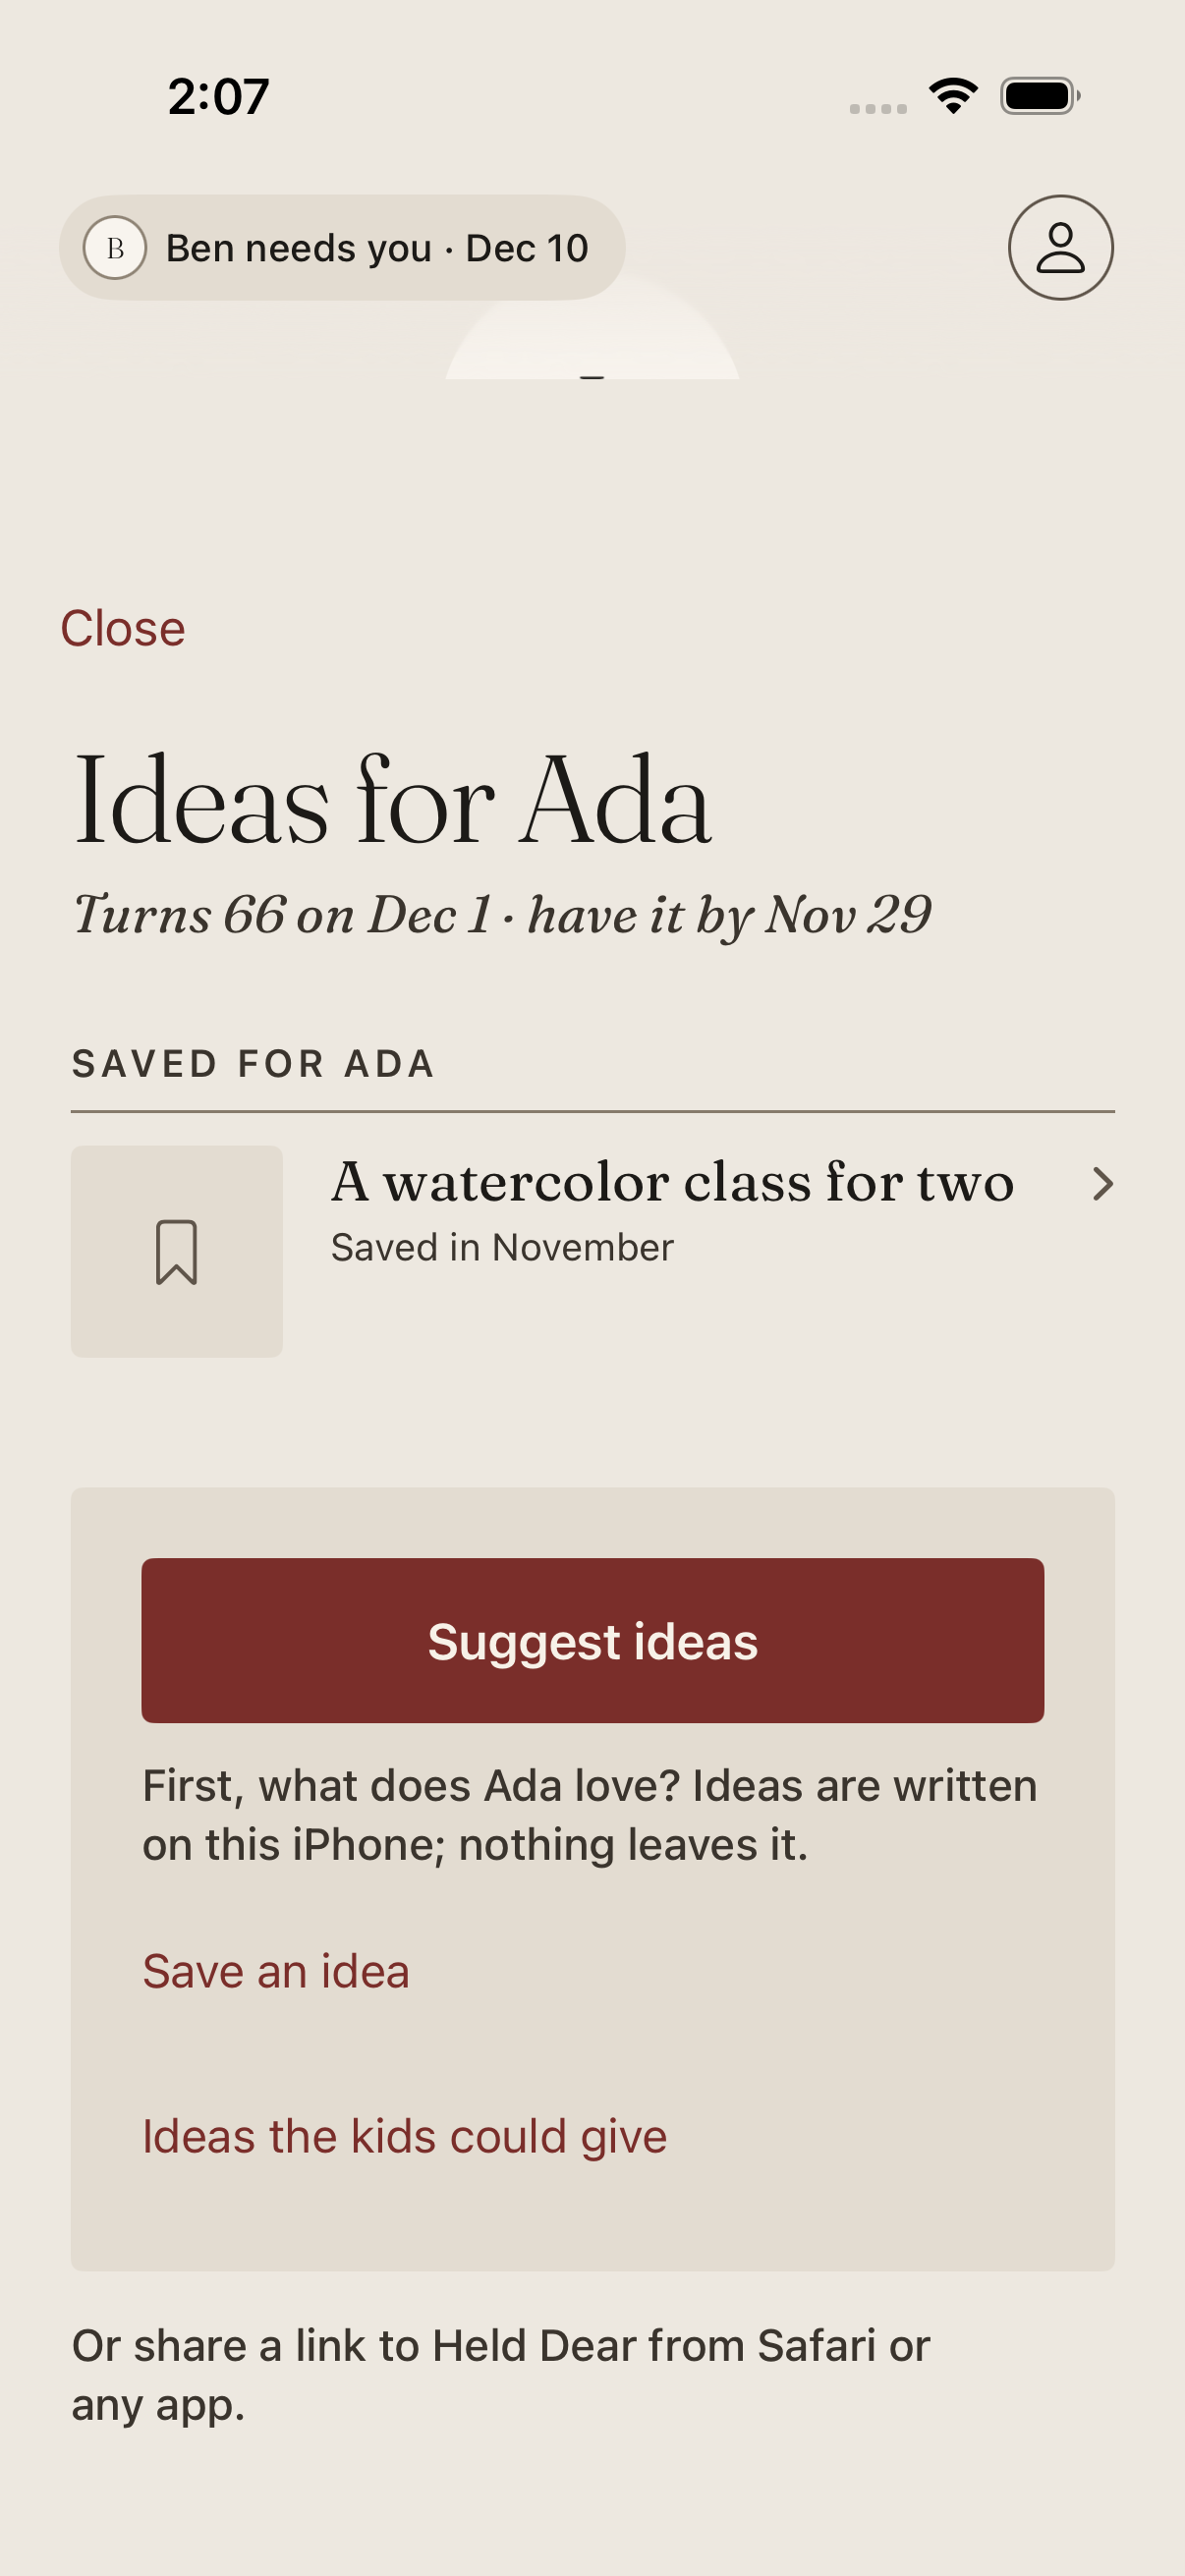 2:07
B
Ben needs you · Dec 10
Close
Ideas for Ada
Turns 66 on Dec 1 · have it by Nov 29
SAVED FOR ADA
A watercolor class for two
Saved in November
Suggest ideas
First, what does Ada love? Ideas are written
on this iPhone; nothing leaves it.
Save an idea
Ideas the kids could give
Or share a link to Held Dear from Safari or
any app.